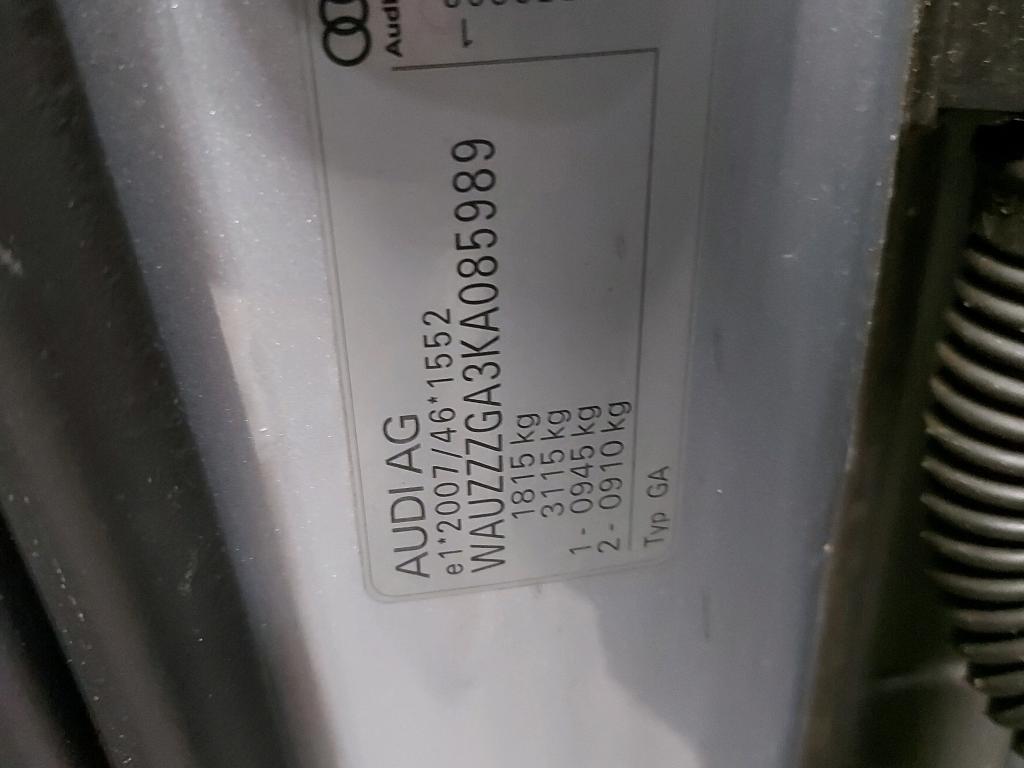 AUDI AG
e1*2007/46*1552
WAUZZZGA3KA085989
1815 kg
3115 kg
1 - 0945 kg
2 - 0910 kg
Typ GA
Audi